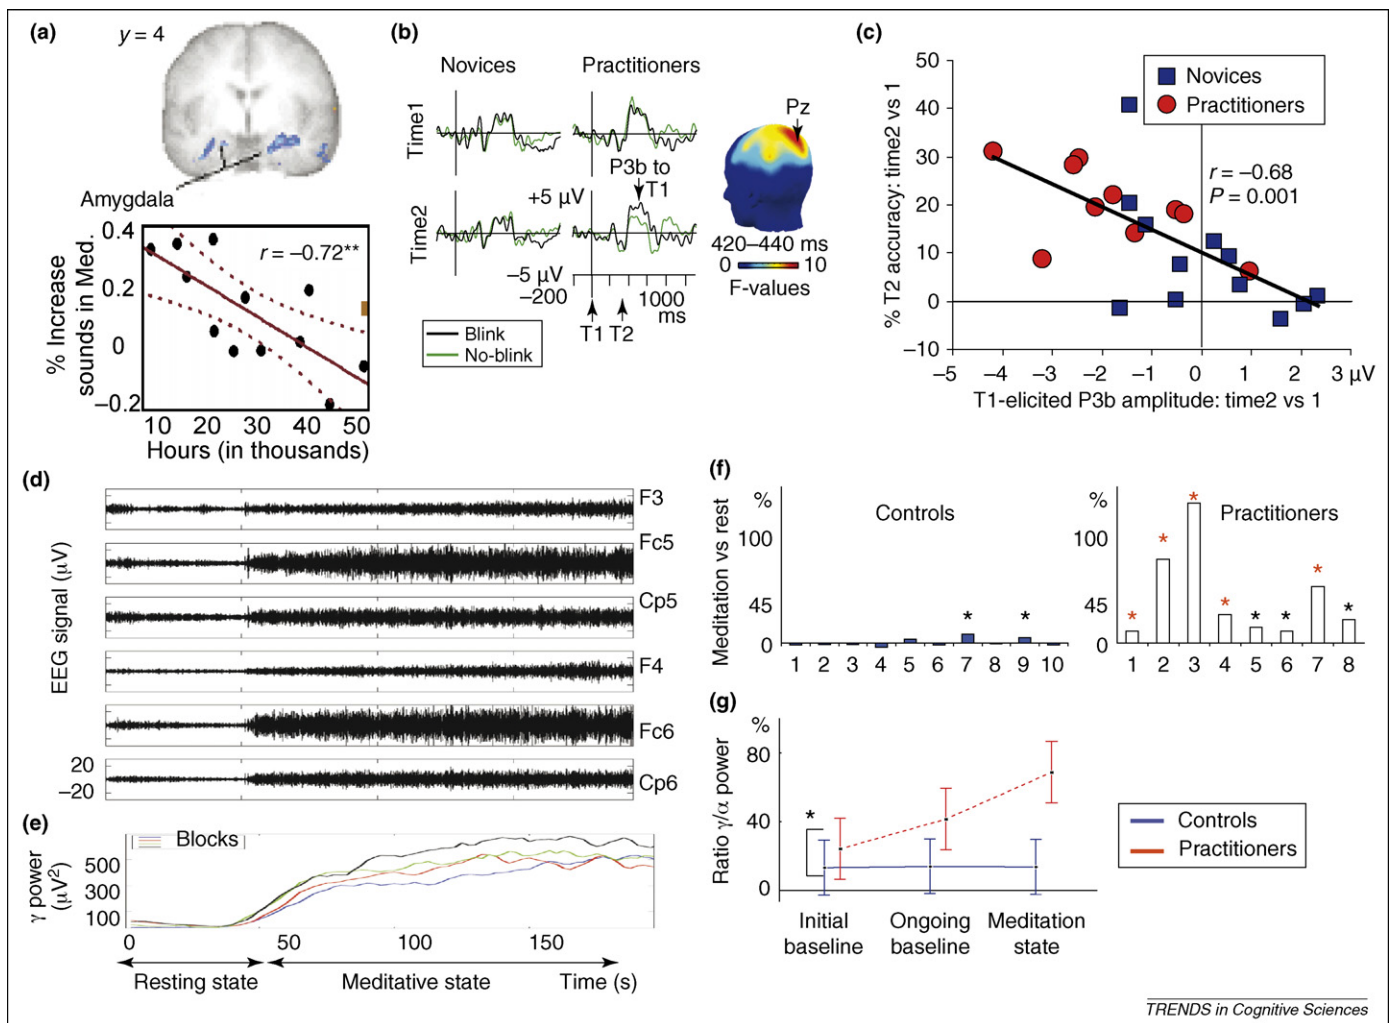 (a)
y = 4
Amygdala
0.4
0.2
0
−0.2
% Increase
sounds in Med.
r = −0.72**
10 20 30 40 50
Hours (in thousands)
(b)
Novices Practitioners
Time1
Time2
P3b to
T1
+5 µV
−5 µV
−200 1000
ms
T1 T2
Blink
No-blink
Pz
420–440 ms
0 10
F-values
(c)
Novices
Practitioners
r = −0.68
P = 0.001
% T2 accuracy: time2 vs 1
50
40
30
20
10
0
−10
−5 −4 −3 −2 −1 0 1 2 3 µV
T1-elicited P3b amplitude: time2 vs 1
(d)
EEG signal (µV)
F3
Fc5
Cp5
F4
Fc6
Cp6
20
−20
(e)
Blocks
γ power
(µV²)
500
300
100
0 50 100 150
Resting state Meditative state Time (s)
(f)
Meditation vs rest
%
100
45
0
Controls
* *
1 2 3 4 5 6 7 8 9 10
%
100
45
0
Practitioners
* * * * * * * *
1 2 3 4 5 6 7 8
(g)
Ratio γ/α power
%
80
40
0
*
Initial
baseline
Ongoing
baseline
Meditation
state
Controls
Practitioners
TRENDS in Cognitive Sciences